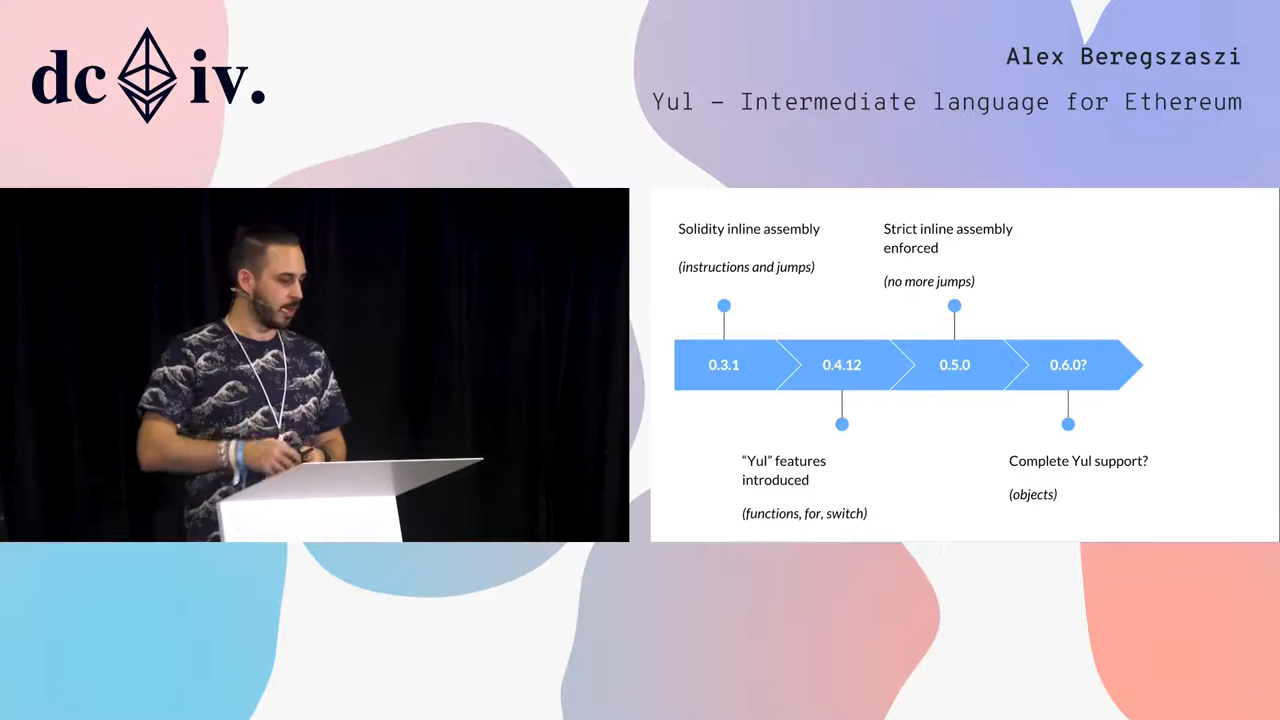 dc iv.
Alex Beregszaszi
Yul – Intermediate language for Ethereum
Solidity inline assembly
(instructions and jumps)
Strict inline assembly
enforced
(no more jumps)
0.3.1
0.4.12
0.5.0
0.6.0?
“Yul” features
introduced
(functions, for, switch)
Complete Yul support?
(objects)